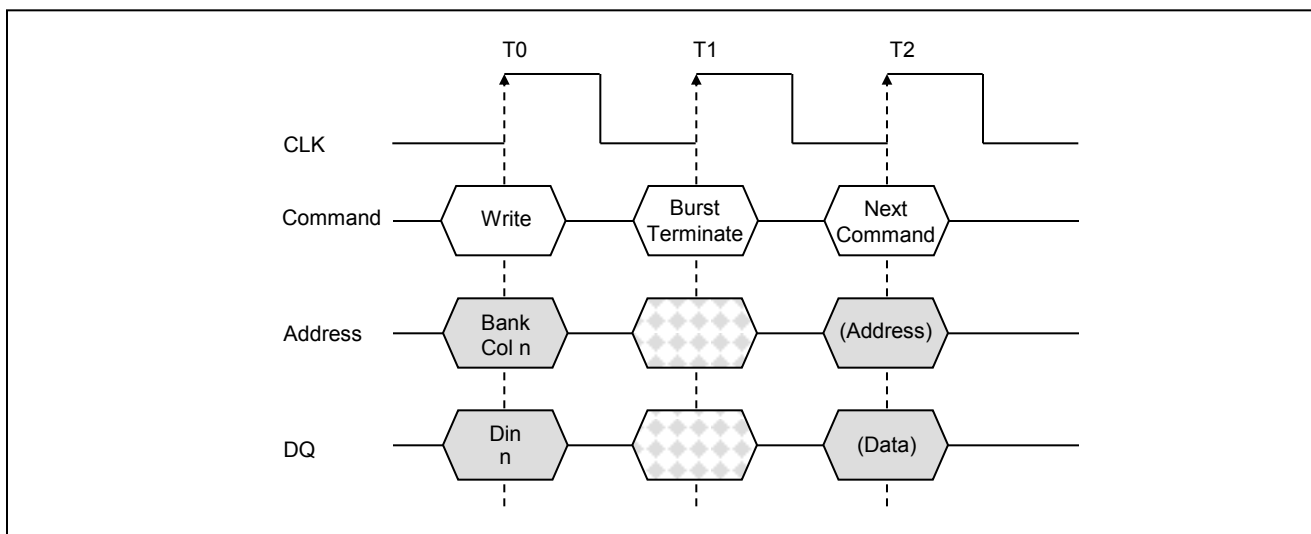 T0 T1 T2
CLK
Command Write Burst Terminate Next Command
Address Bank Col n (Address)
DQ Din n (Data)